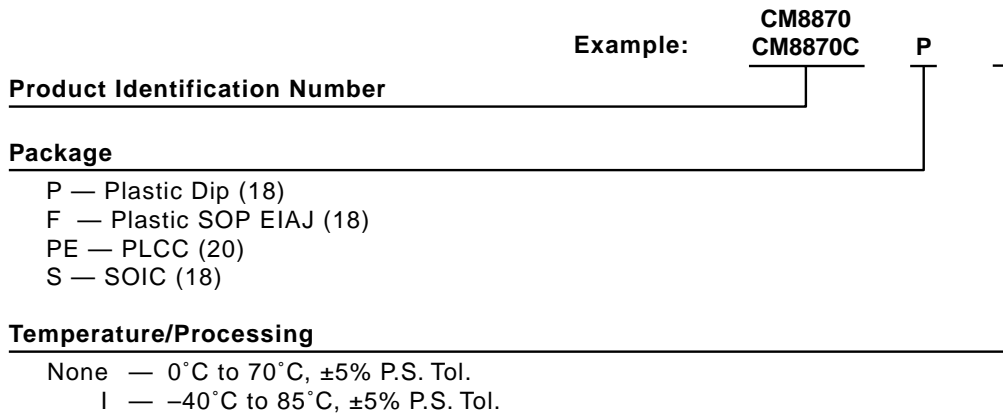 CM8870
Example: CM8870C P
Product Identification Number
Package
P — Plastic Dip (18)
F — Plastic SOP EIAJ (18)
PE — PLCC (20)
S — SOIC (18)
Temperature/Processing
None — 0˚C to 70˚C, ±5% P.S. Tol.
I — –40˚C to 85˚C, ±5% P.S. Tol.